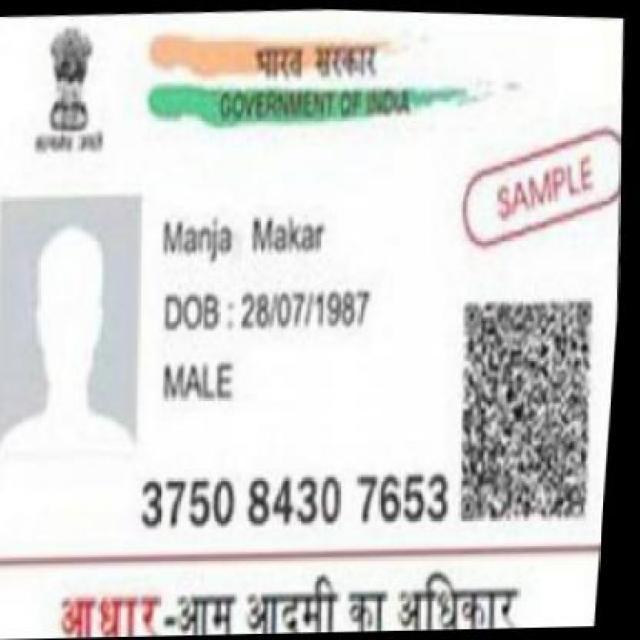 भारत सरकार
GOVERNMENT OF INDIA
सत्यमेव जयते
SAMPLE
Manja Makar
DOB : 28/07/1987
MALE
3750 8430 7653
आधार-आम आदमी का अधिकार